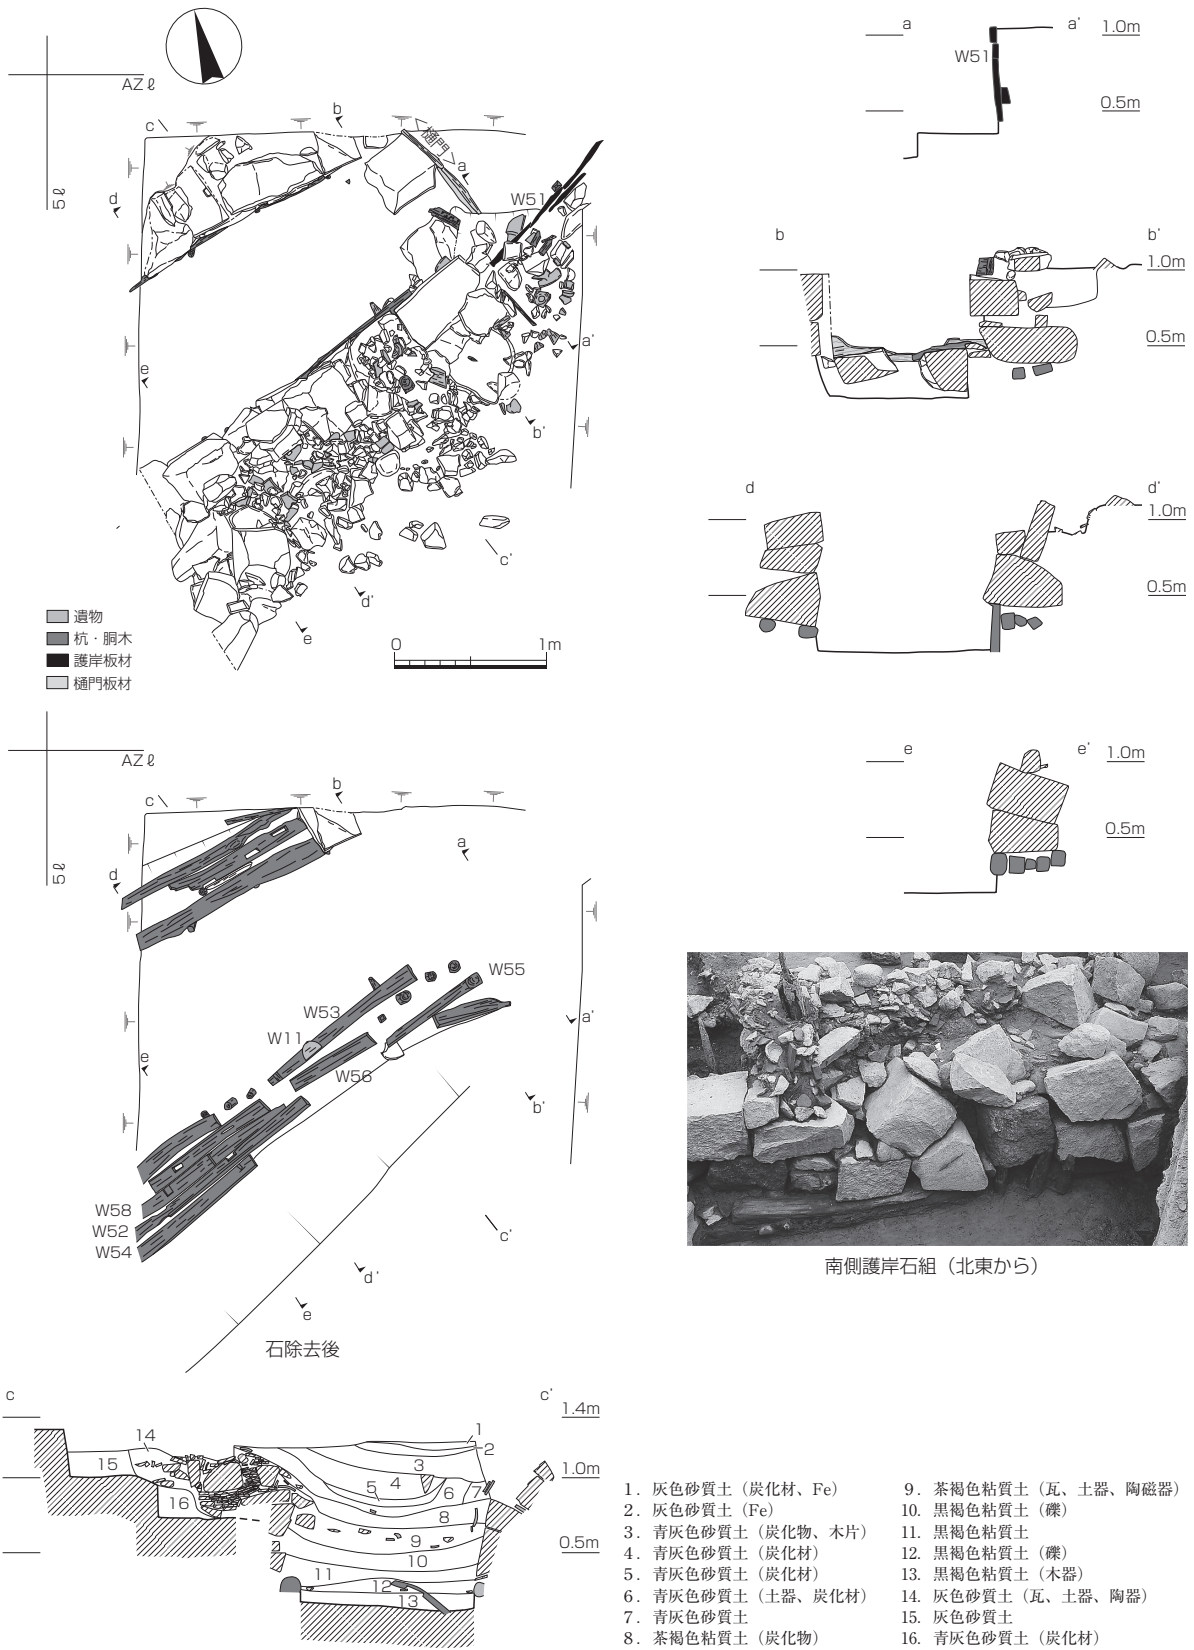 AZℓ
5ℓ
c
b
樋門
a
d
W51
e
a'
b'
c'
d'
e
遺物
杭・胴木
護岸板材
樋門板材
0 1m
a a' 1.0m
W51
0.5m
b b'
1.0m
0.5m
d d'
1.0m
0.5m
e e' 1.0m
0.5m
AZℓ
5ℓ
c
b
a
d
W55
W53
a'
W11
e
W56
b'
W58
W52
W54
c'
d'
e
石除去後
南側護岸石組（北東から）
c c'
1.4m
14 1
2
15 3 1.0m
4
5 6 7
16
8
9 0.5m
10
11 12
13
1. 灰色砂質土（炭化材、Fe）
2. 灰色砂質土（Fe）
3. 青灰色砂質土（炭化物、木片）
4. 青灰色砂質土（炭化材）
5. 青灰色砂質土（炭化材）
6. 青灰色砂質土（土器、炭化材）
7. 青灰色砂質土
8. 茶褐色粘質土（炭化物）
9. 茶褐色粘質土（瓦、土器、陶磁器）
10. 黒褐色粘質土（礫）
11. 黒褐色粘質土
12. 黒褐色粘質土（礫）
13. 黒褐色粘質土（木器）
14. 灰色砂質土（瓦、土器、陶器）
15. 灰色砂質土
16. 青灰色砂質土（炭化材）